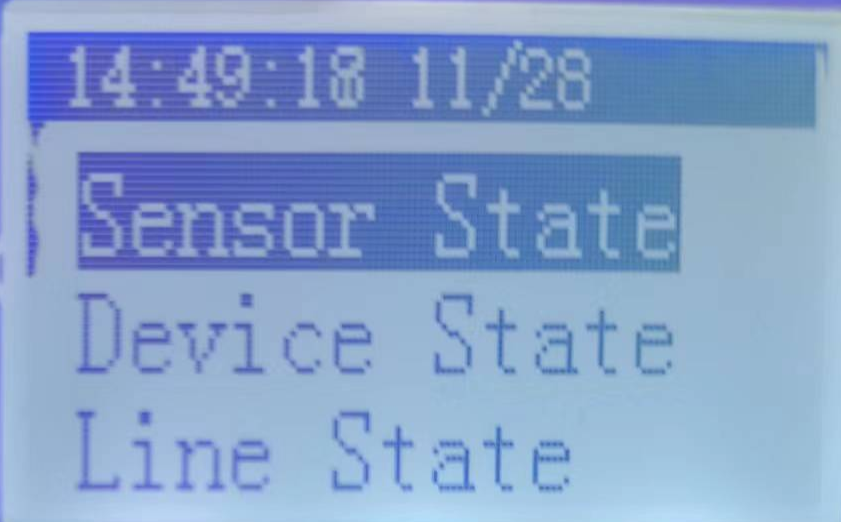 14:49:18 11/28
Sensor State
Device State
Line State